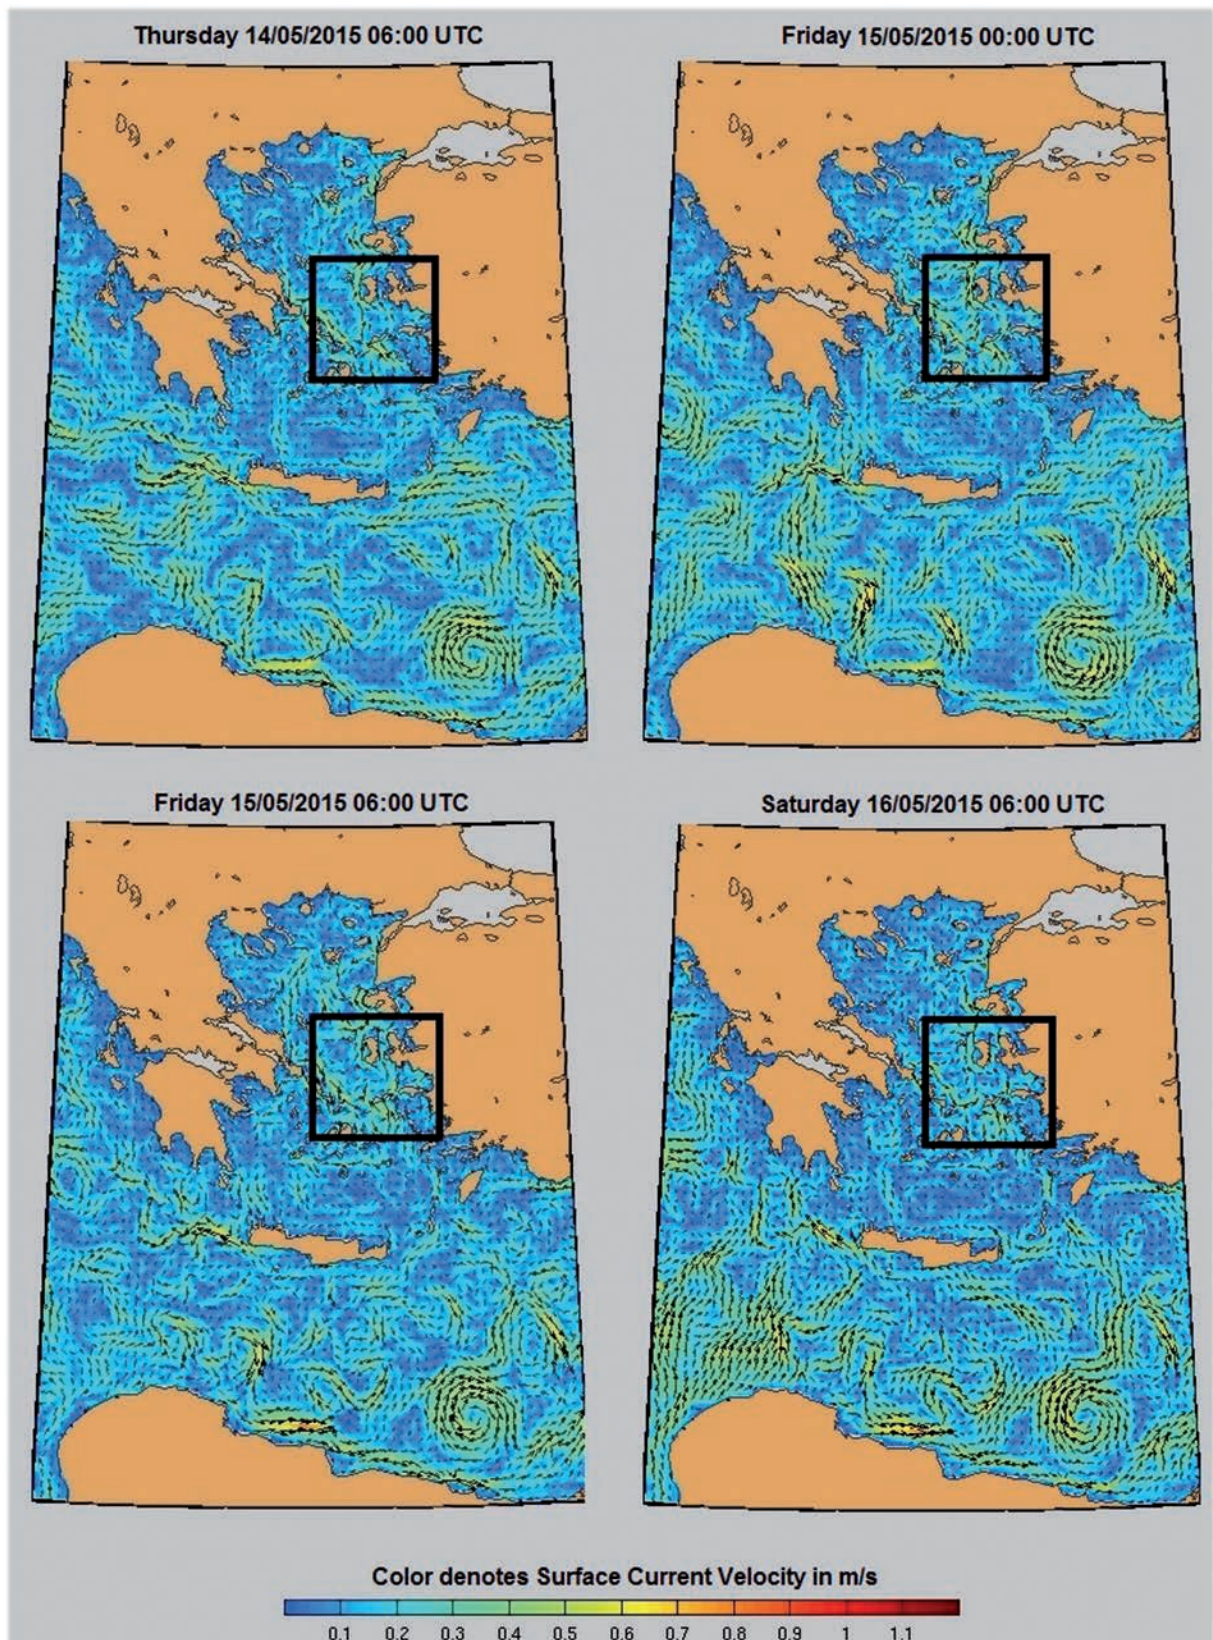 Thursday 14/05/2015 06:00 UTC
Friday 15/05/2015 00:00 UTC
Friday 15/05/2015 06:00 UTC
Saturday 16/05/2015 06:00 UTC
Color denotes Surface Current Velocity in m/s
0.1 0.2 0.3 0.4 0.5 0.6 0.7 0.8 0.9 1 1.1